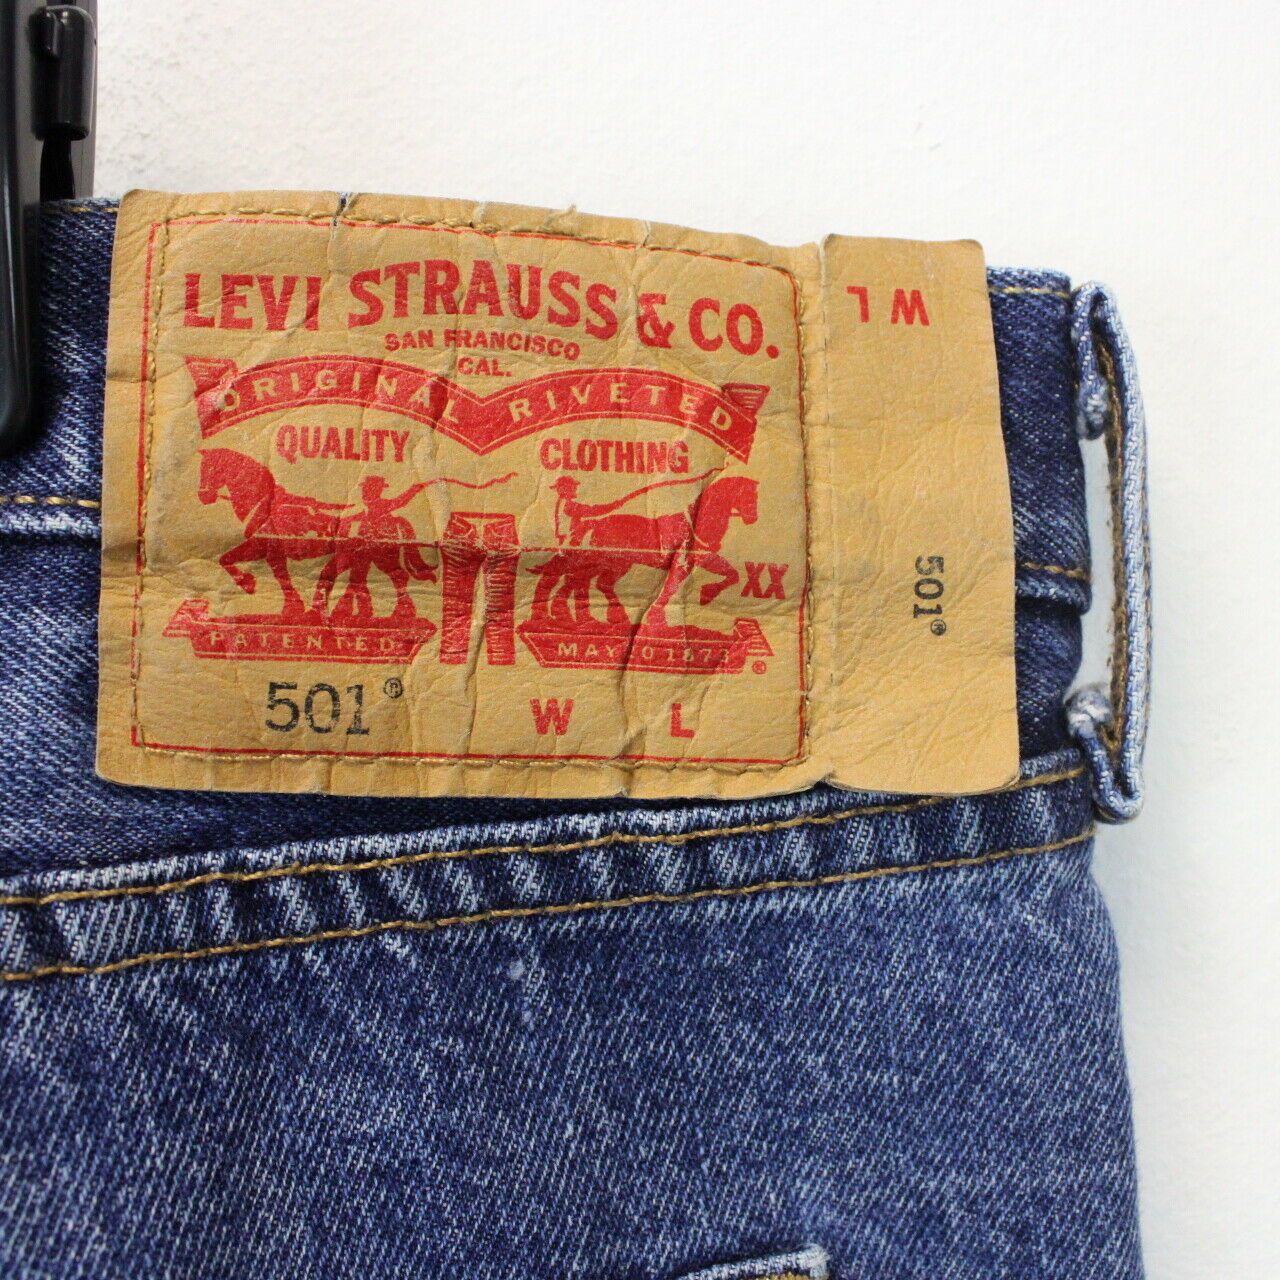 LEVI STRAUSS & CO.
SAN FRANCISCO
CAL.
ORIGINAL RIVETED
QUALITY CLOTHING
XX
PATENTED MAY 20 1873 ®
501® W L
W L
501®